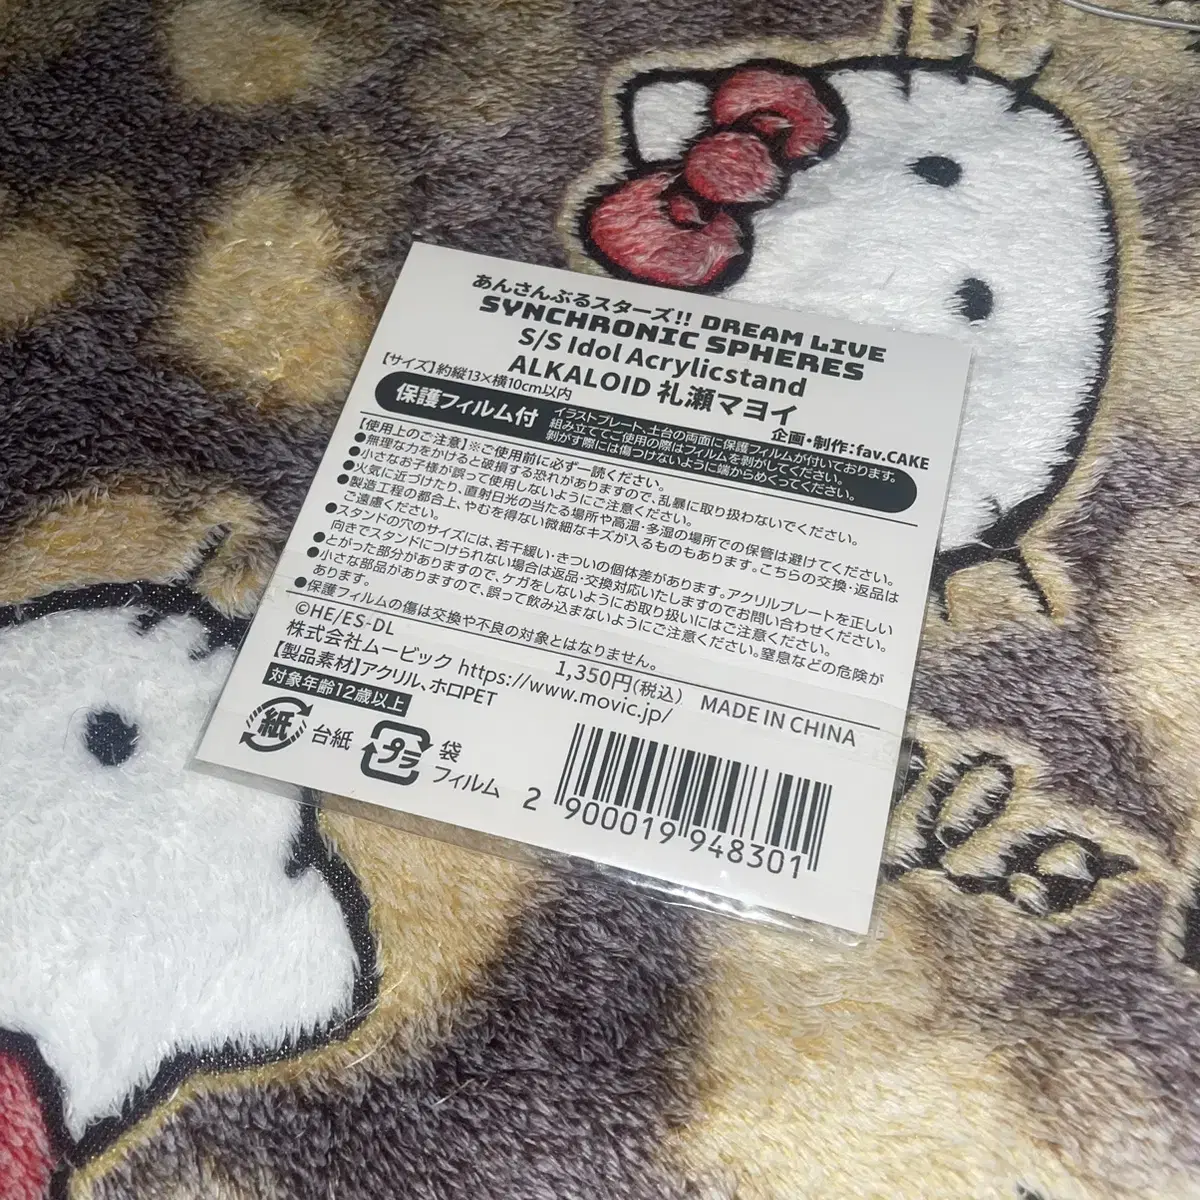 あんさんぶるスターズ!! DREAM LIVE
SYNCHRONIC SPHERES
S/S Idol Acrylicstand
ALKALOID 礼瀬マヨイ
【サイズ】約縦13×横10cm以内
企画・制作:fav.CAKE
保護フィルム付
イラストプレート、土台の両面に保護フィルムが付いております。
組み立ててご使用の際はフィルムを剥がしてください。
剥がす際には傷つけないように端からめくってください。
【使用上のご注意】※ご使用前に必ず一読ください。
●無理な力をかけると破損する恐れがありますので、乱暴に取り扱わないでください。
●小さなお子様が誤って使用しないようにご注意ください。
●火気に近づけたり、直射日光の当たる場所や高温・多湿の場所での保管は避けてください。
●製造工程の都合上、やむを得ない微細なキズが入るものもあります。こちらの交換・返品は
ご遠慮ください。
●スタンドの穴のサイズには、若干緩い・きついの個体差があります。アクリルプレートを正しい
向きでスタンドにつけられない場合は返品・交換対応いたしますのでお問い合わせください。
●とがった部分がありますので、ケガをしないようにお取り扱いにはご注意ください。
●小さな部品がありますので、誤って飲み込まないようにご注意ください。窒息などの危険が
あります。
●保護フィルムの傷は交換や不良の対象とはなりません。
©HE/ES-DL
1,350円(税込)
MADE IN CHINA
株式会社ムービック https://www.movic.jp/
【製品素材】アクリル、ホロPET
対象年齢12歳以上
紙
台紙
プラ
袋
フィルム
2 900019 948301